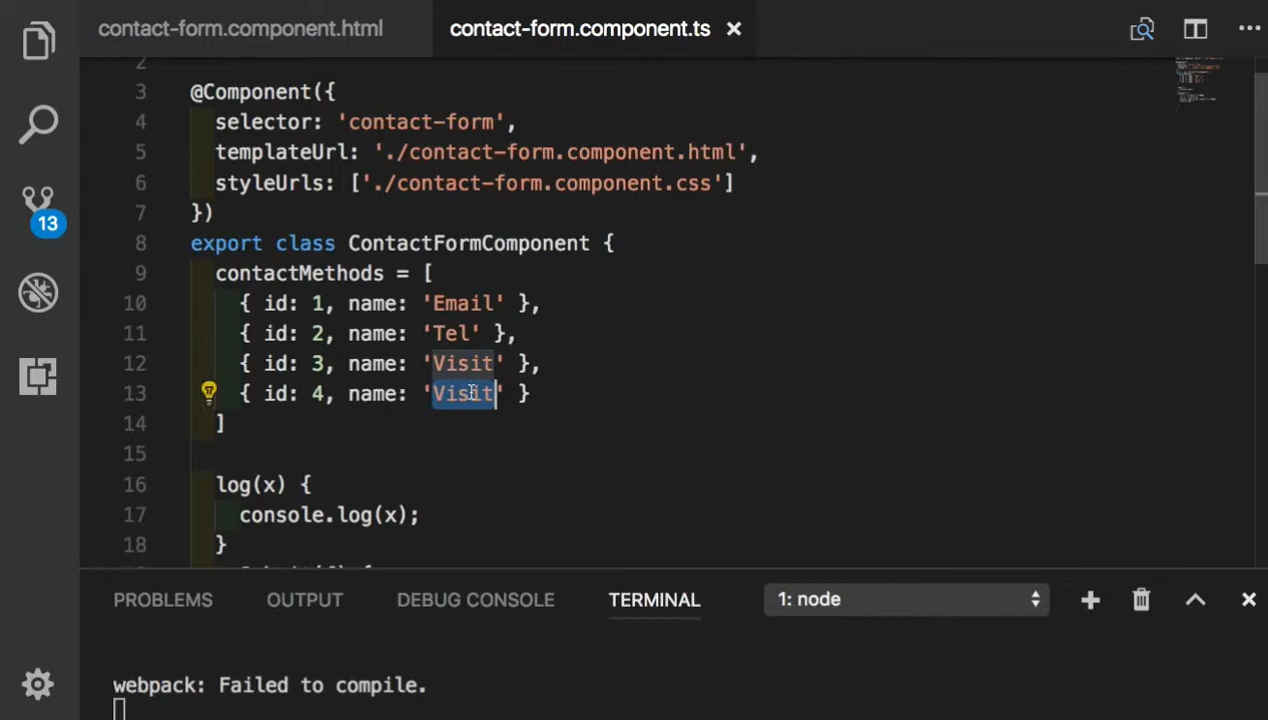 contact-form.component.html contact-form.component.ts
13
2
3 @Component({
4 selector: 'contact-form',
5 templateUrl: './contact-form.component.html',
6 styleUrls: ['./contact-form.component.css']
7 })
8 export class ContactFormComponent {
9 contactMethods = [
10 { id: 1, name: 'Email' },
11 { id: 2, name: 'Tel' },
12 { id: 3, name: 'Visit' },
13 { id: 4, name: 'Visit' }
14 ]
15
16 log(x) {
17 console.log(x);
18 }
PROBLEMS OUTPUT DEBUG CONSOLE TERMINAL 1: node
webpack: Failed to compile.